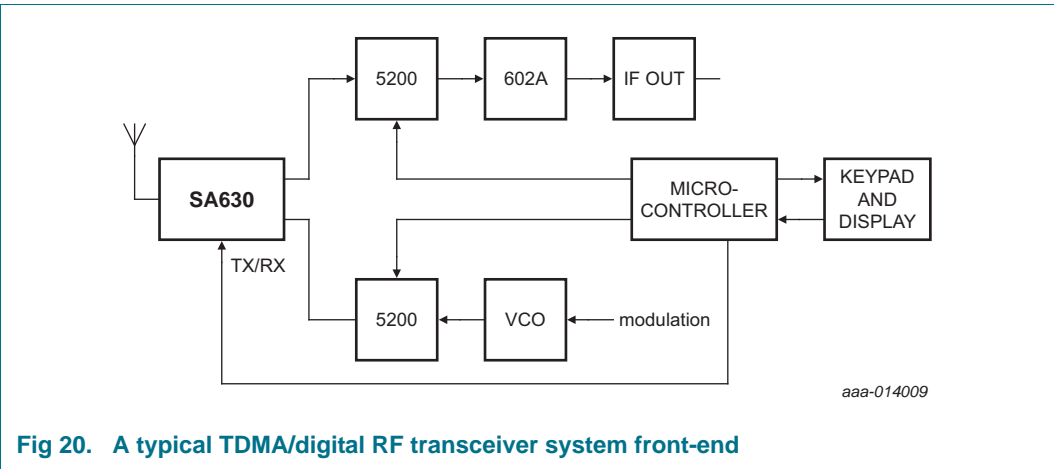 5200
602A
IF OUT
SA630
MICRO-
CONTROLLER
KEYPAD
AND
DISPLAY
TX/RX
5200
VCO
modulation
aaa-014009
Fig 20. A typical TDMA/digital RF transceiver system front-end